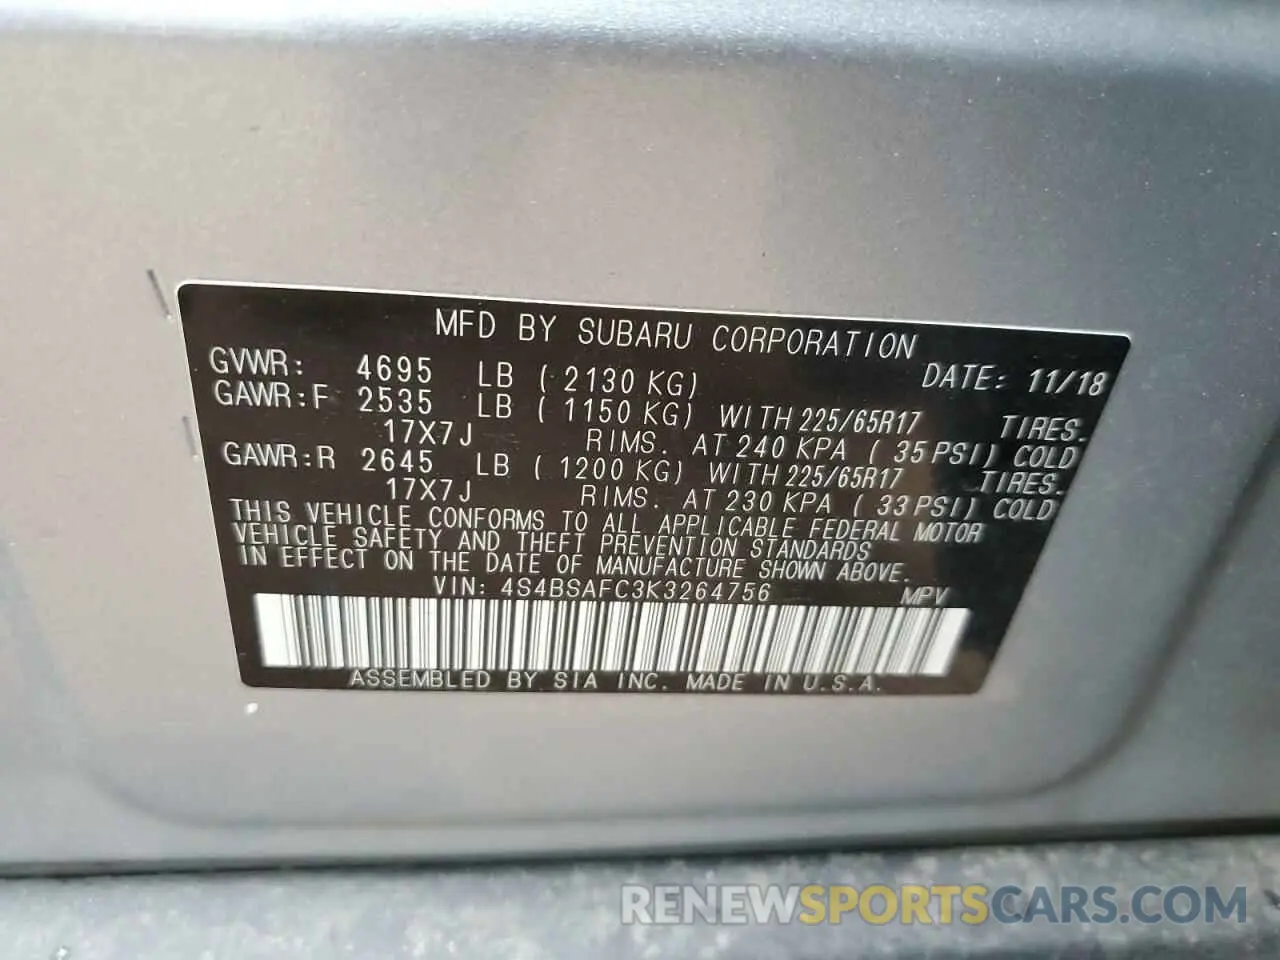 MFD BY SUBARU CORPORATION
GVWR: 4695 LB (2130 KG) DATE: 11/18
GAWR:F 2535 LB (1150 KG) WITH 225/65R17 TIRES.
17X7J RIMS. AT 240 KPA (35 PSI) COLD
GAWR:R 2645 LB (1200 KG) WITH 225/65R17 TIRES.
17X7J RIMS. AT 230 KPA (33 PSI) COLD
THIS VEHICLE CONFORMS TO ALL APPLICABLE FEDERAL MOTOR
VEHICLE SAFETY AND THEFT PREVENTION STANDARDS
IN EFFECT ON THE DATE OF MANUFACTURE SHOWN ABOVE.
VIN: 4S4BSAFC3K3264756 MPV
ASSEMBLED BY SIA INC. MADE IN U.S.A.
RENEWSPORTSCARS.COM